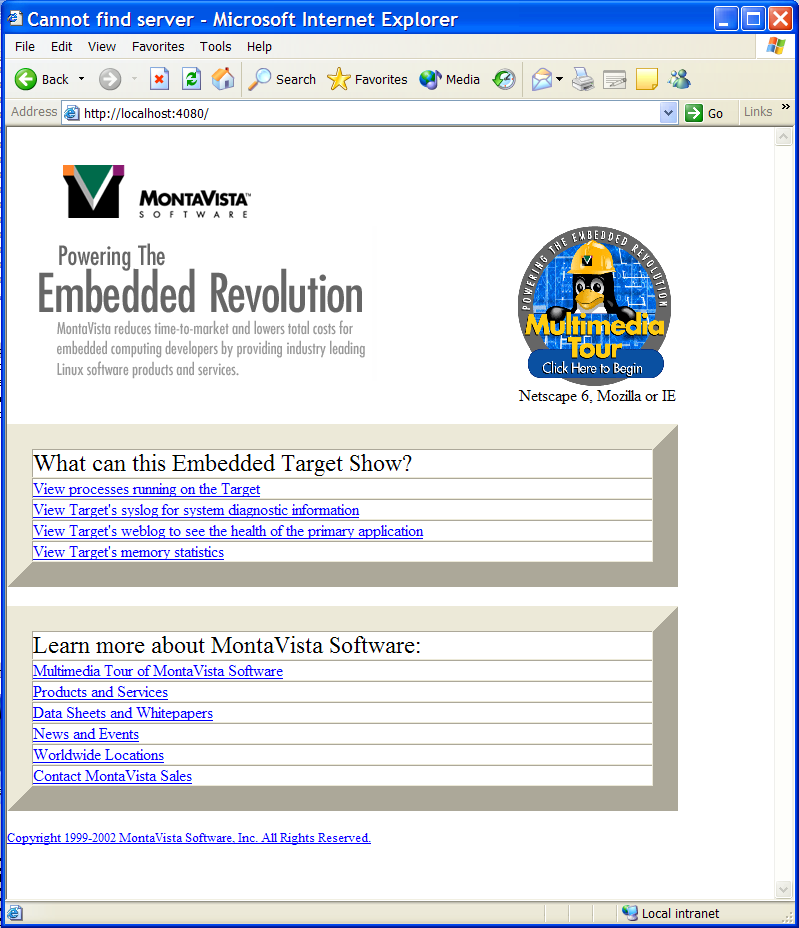 Cannot find server - Microsoft Internet Explorer
File Edit View Favorites Tools Help
Back Search Favorites Media
Address http://localhost:4080/ Go Links »
MONTAVISTA™
SOFTWARE
Powering The
Embedded Revolution
MontaVista reduces time-to-market and lowers total costs for
embedded computing developers by providing industry leading
Linux software products and services.
POWERING THE EMBEDDED REVOLUTION
Multimedia
Tour
Click Here to Begin
Netscape 6, Mozilla or IE
What can this Embedded Target Show?
View processes running on the Target
View Target's syslog for system diagnostic information
View Target's weblog to see the health of the primary application
View Target's memory statistics
Learn more about MontaVista Software:
Multimedia Tour of MontaVista Software
Products and Services
Data Sheets and Whitepapers
News and Events
Worldwide Locations
Contact MontaVista Sales
Copyright 1999-2002 MontaVista Software, Inc. All Rights Reserved.
Local intranet